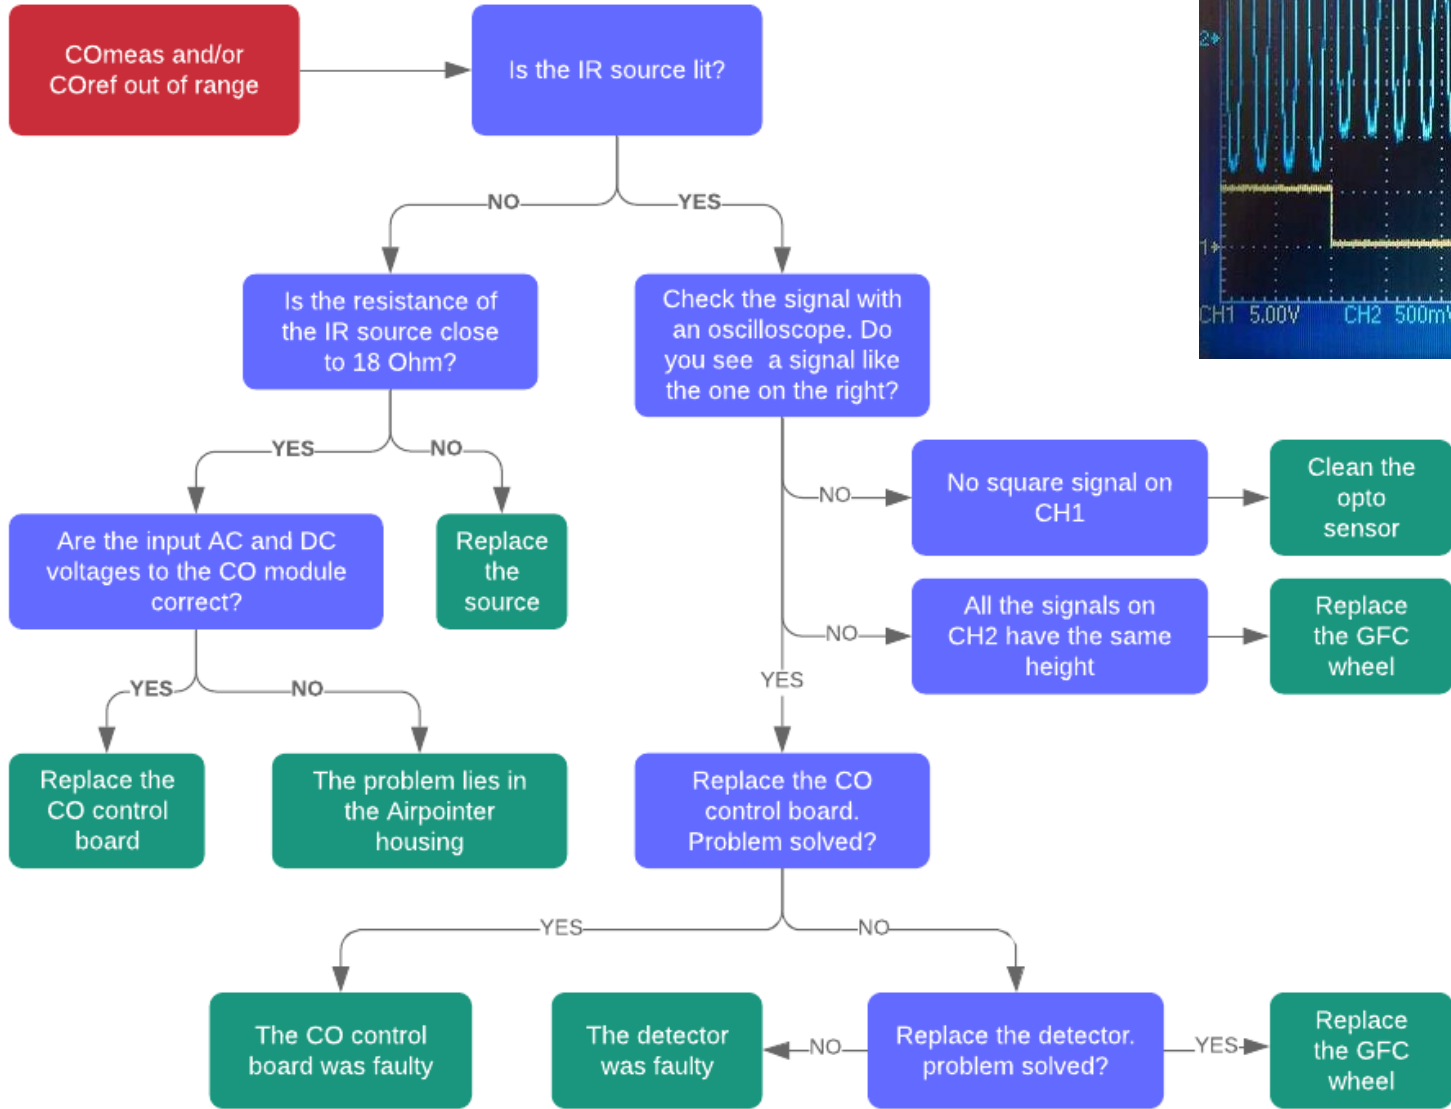 COmeas and/or
COref out of range
Is the IR source lit?
2
1
CH1 5.00V CH2 500mV
NO
YES
Is the resistance of
the IR source close
to 18 Ohm?
Check the signal with
an oscilloscope. Do
you see a signal like
the one on the right?
YES
NO
NO
No square signal on
CH1
Clean the
opto
sensor
Are the input AC and DC
voltages to the CO module
correct?
Replace
the
source
NO
All the signals on
CH2 have the same
height
Replace
the GFC
wheel
YES
NO
YES
Replace the
CO control
board
The problem lies in
the Airpointer
housing
Replace the CO
control board.
Problem solved?
YES
NO
The CO control
board was faulty
The detector
was faulty
NO
Replace the detector.
problem solved?
YES
Replace
the GFC
wheel